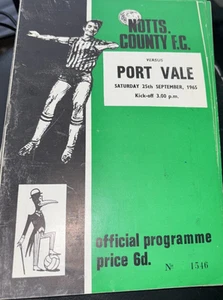 NOTTS.
COUNTY F.C.
VERSUS
PORT VALE
SATURDAY 25th SEPTEMBER, 1965
Kick-off 3.00 p.m.
official programme
price 6d.
Nº 1546